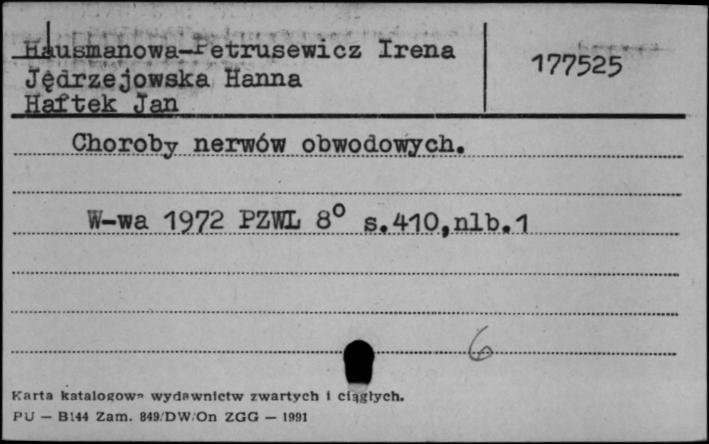 Hausmanowa-Petrusewicz Irena
177525
Jędrzejowska Hanna
Haftek Jan
Choroby nerwów obwodowych.
W-wa 1972 PZWL 8° s.410,nlb.1
6
Karta katalogowa wydawnictw zwartych i ciągłych.
PU — B144 Zam. 849/DW/On ZGG — 1991